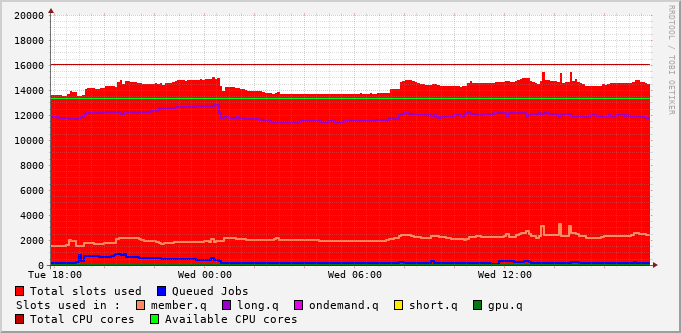 20000
18000
16000
14000
12000
10000
8000
6000
4000
2000
0
Tue 18:00 Wed 00:00 Wed 06:00 Wed 12:00
Total slots used Queued Jobs
Slots used in : member.q long.q ondemand.q short.q gpu.q
Total CPU cores Available CPU cores
RRDTOOL / TOBI OETIKER